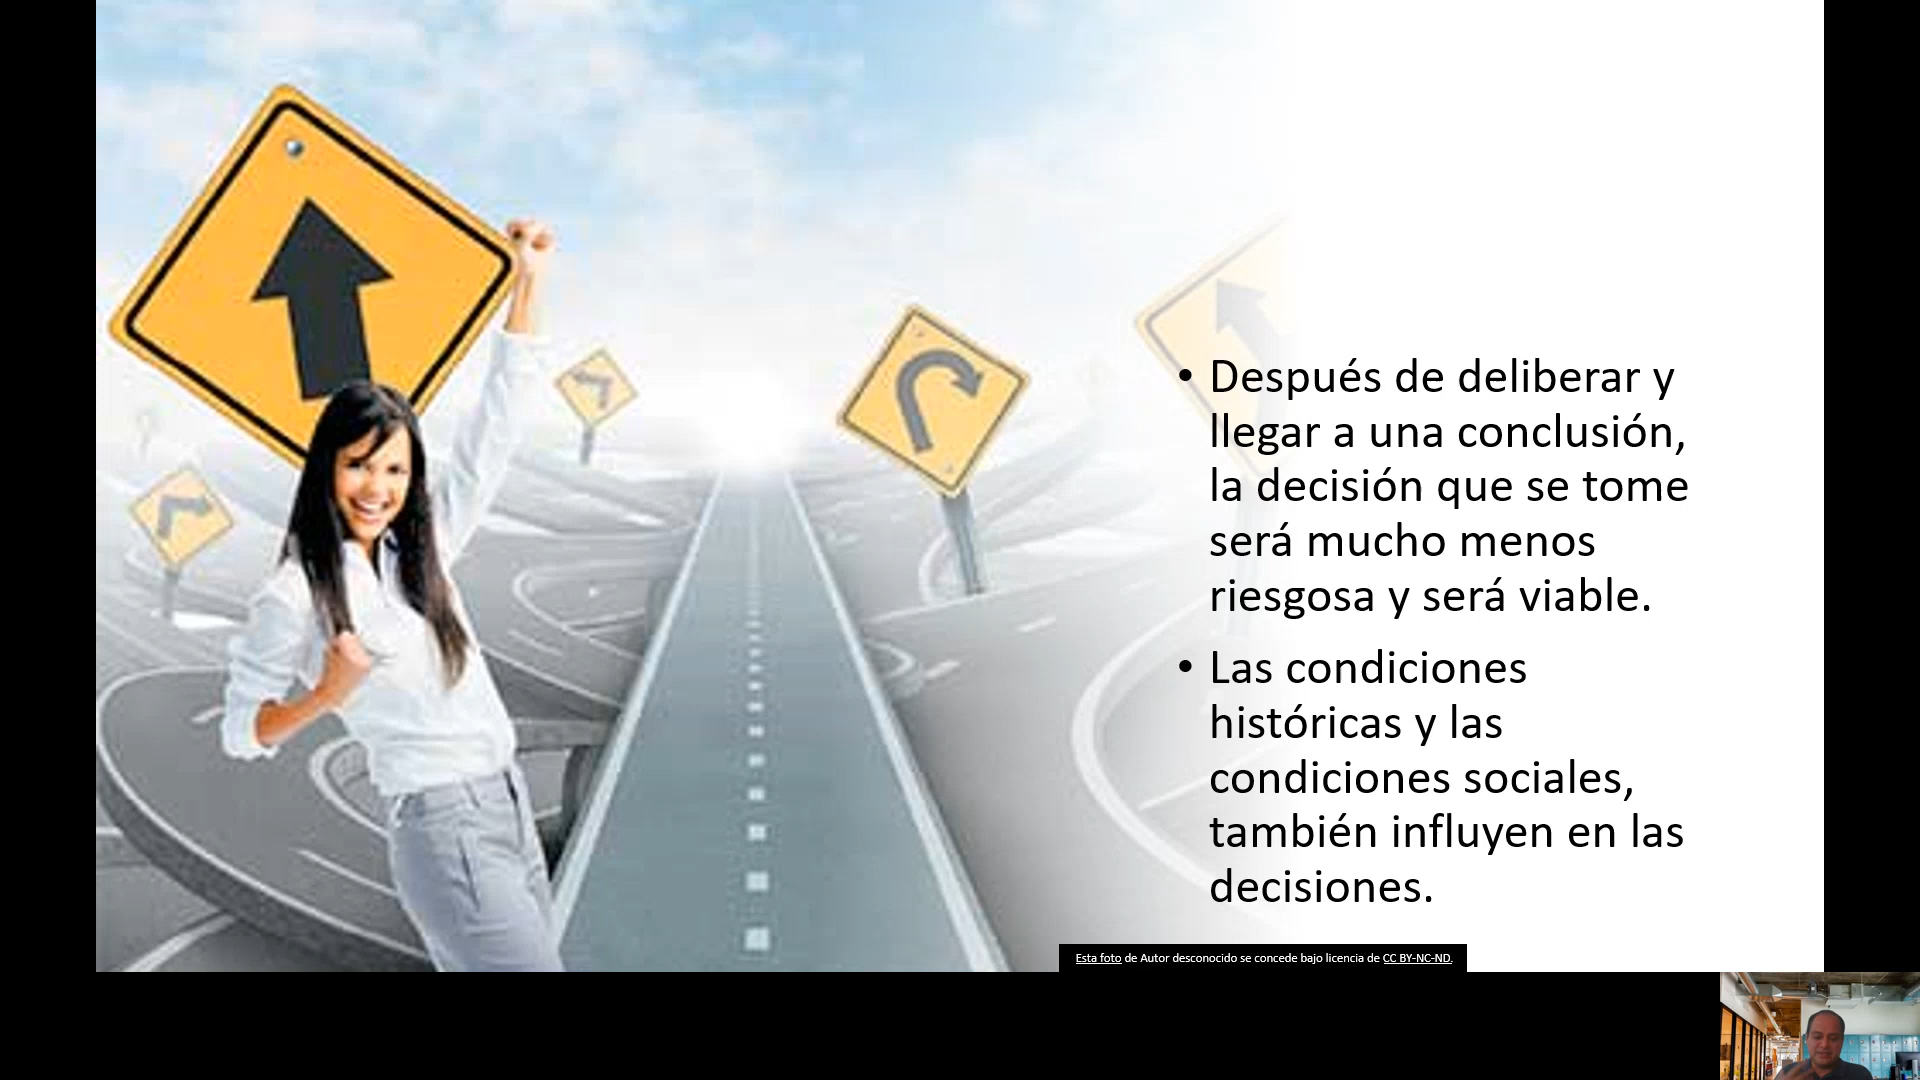 • Después de deliberar y
llegar a una conclusión,
la decisión que se tome
será mucho menos
riesgosa y será viable.
• Las condiciones
históricas y las
condiciones sociales,
también influyen en las
decisiones.
Esta foto de Autor desconocido se concede bajo licencia de CC BY-NC-ND.